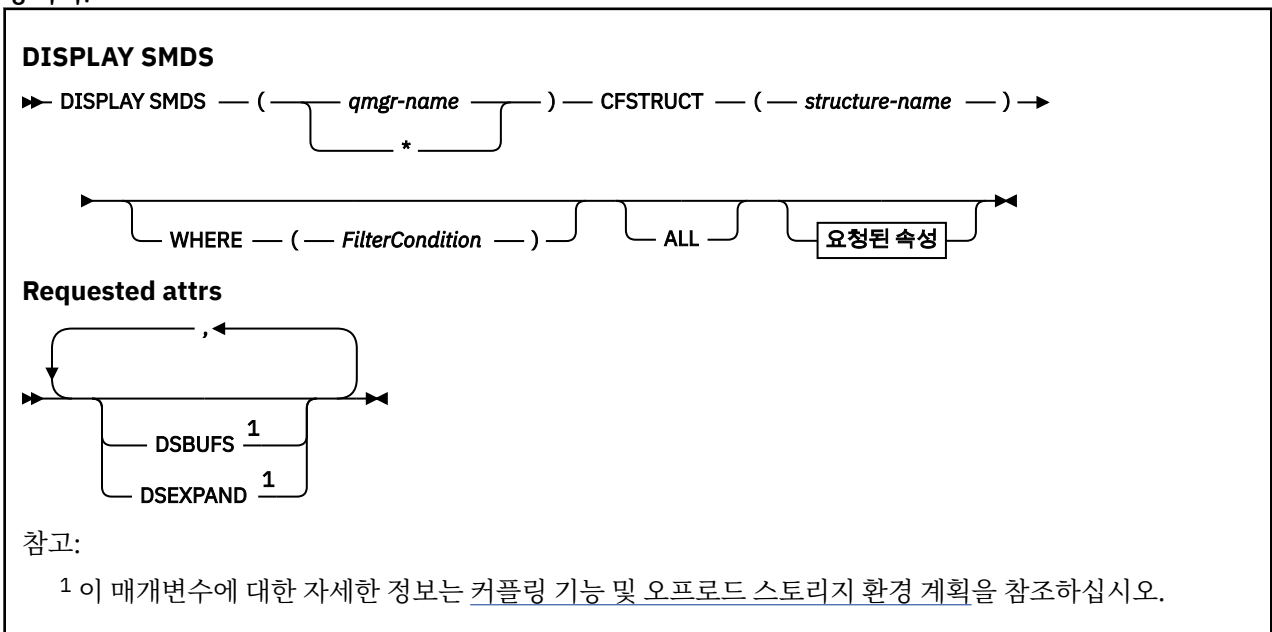 DISPLAY SMDS
DISPLAY SMDS ( qmgr-name ) CFSTRUCT ( structure-name )
*
WHERE ( FilterCondition ) ALL 요청된 속성
Requested attrs
,
DSBUFS 1
DSEXPAND 1
참고:
1 이 매개변수에 대한 자세한 정보는 커플링 기능 및 오프로드 스토리지 환경 계획을 참조하십시오.